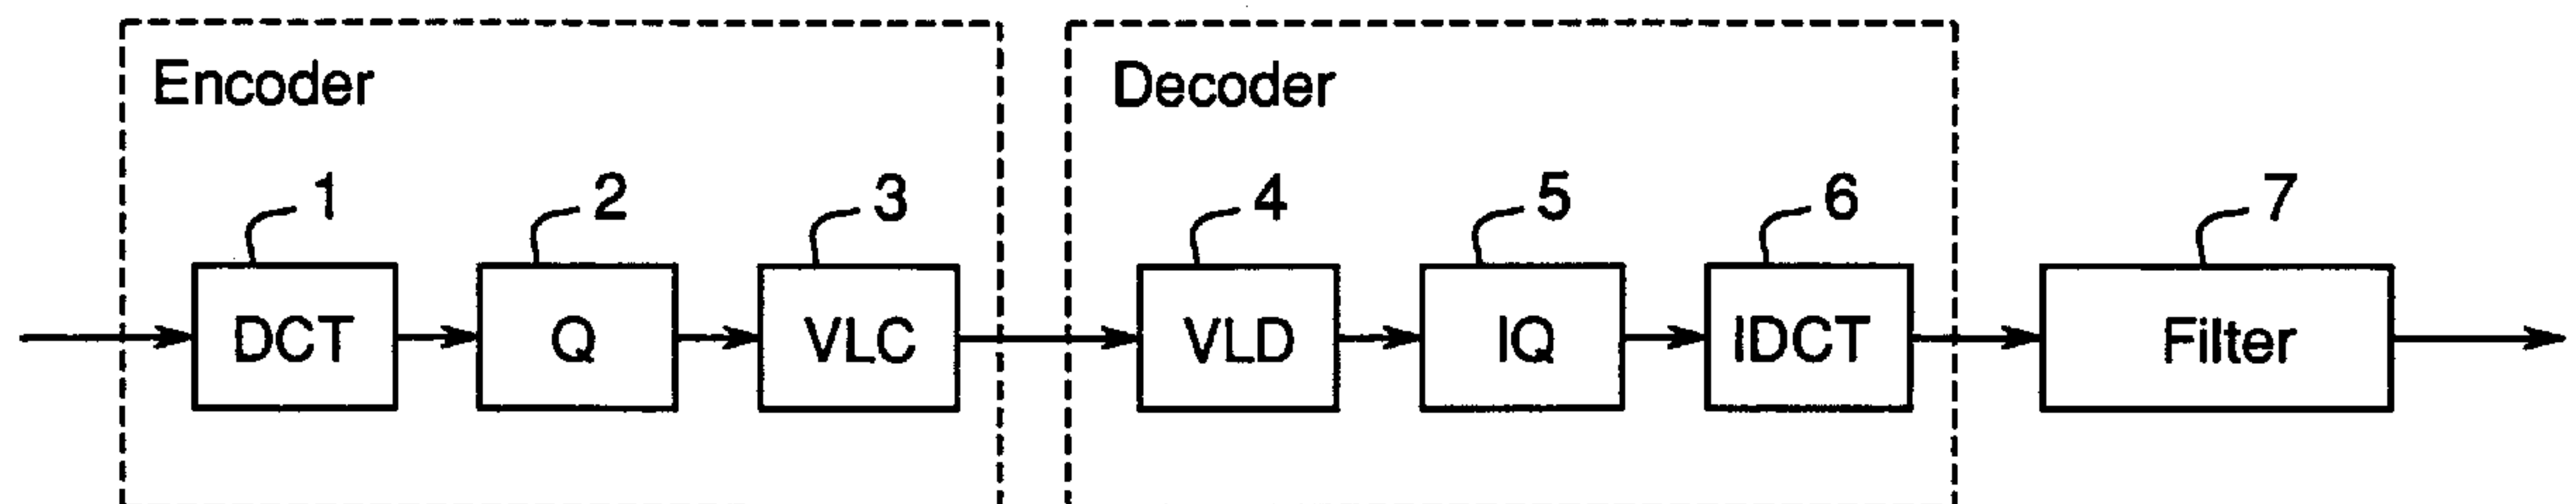 Encoder
Decoder
1 2 3 4 5 6 7
DCT Q VLC VLD IQ IDCT Filter